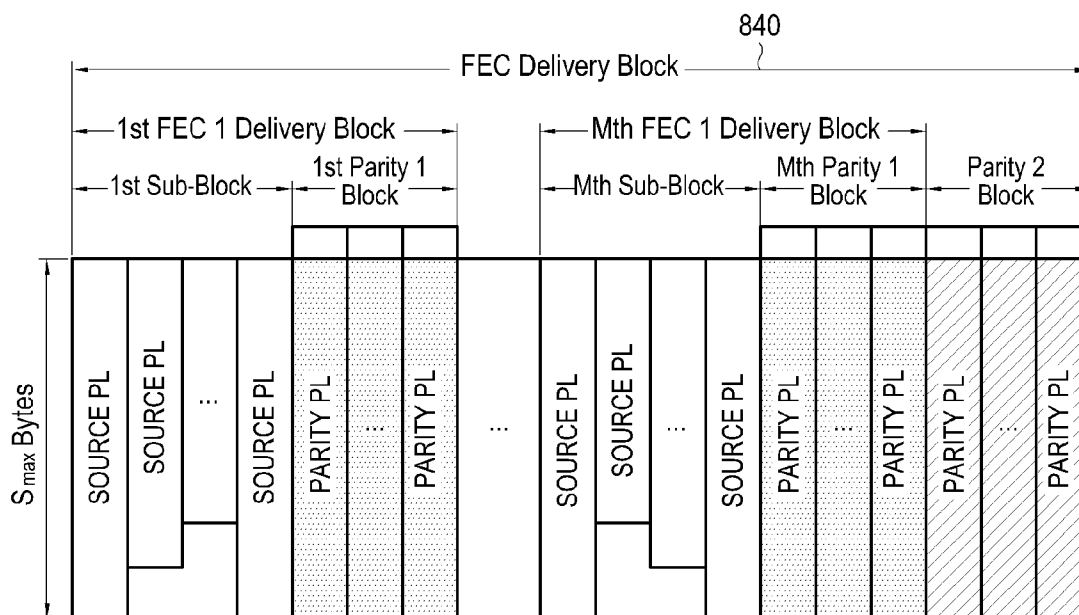 840
FEC Delivery Block
1st FEC 1 Delivery Block
Mth FEC 1 Delivery Block
1st Sub-Block
1st Parity 1
Block
Mth Sub-Block
Mth Parity 1
Block
Parity 2
Block
Smax Bytes
SOURCE PL
SOURCE PL
...
SOURCE PL
PARITY PL
...
PARITY PL
...
SOURCE PL
SOURCE PL
...
SOURCE PL
PARITY PL
...
PARITY PL
PARITY PL
...
PARITY PL